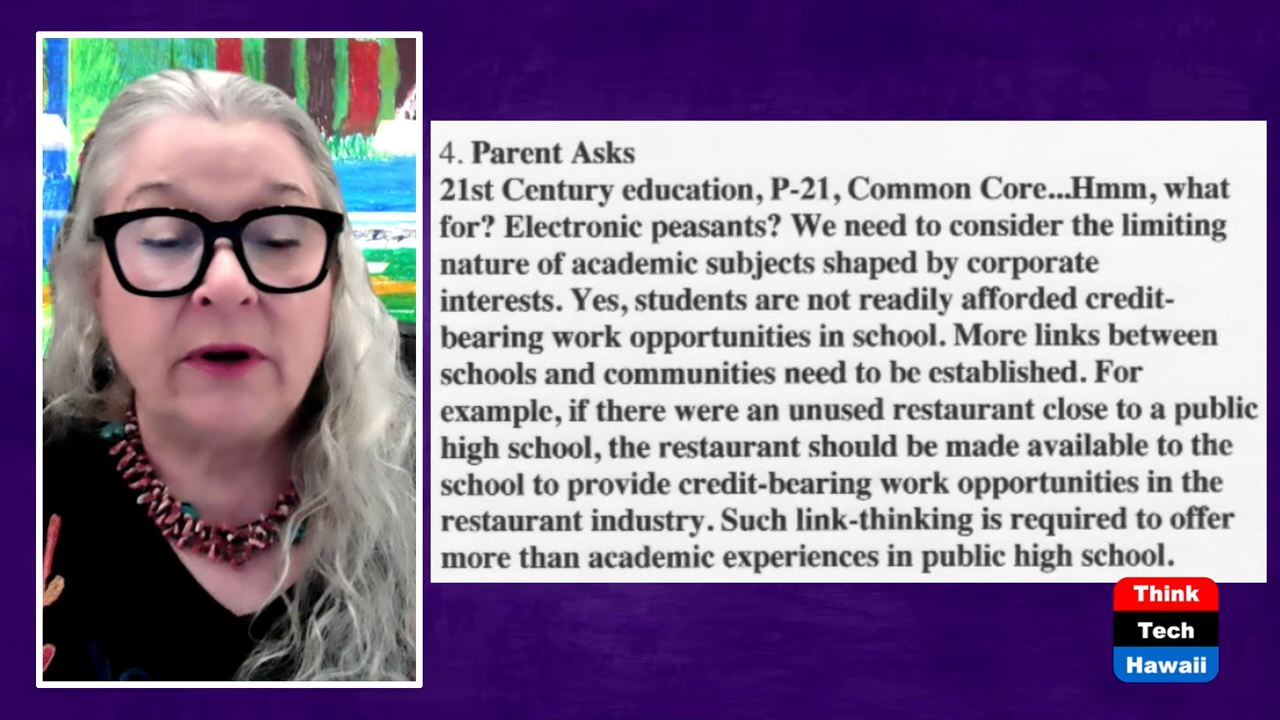 4. Parent Asks
21st Century education, P-21, Common Core...Hmm, what
for? Electronic peasants? We need to consider the limiting
nature of academic subjects shaped by corporate
interests. Yes, students are not readily afforded credit-
bearing work opportunities in school. More links between
schools and communities need to be established. For
example, if there were an unused restaurant close to a public
high school, the restaurant should be made available to the
school to provide credit-bearing work opportunities in the
restaurant industry. Such link-thinking is required to offer
more than academic experiences in public high school.
Think
Tech
Hawaii